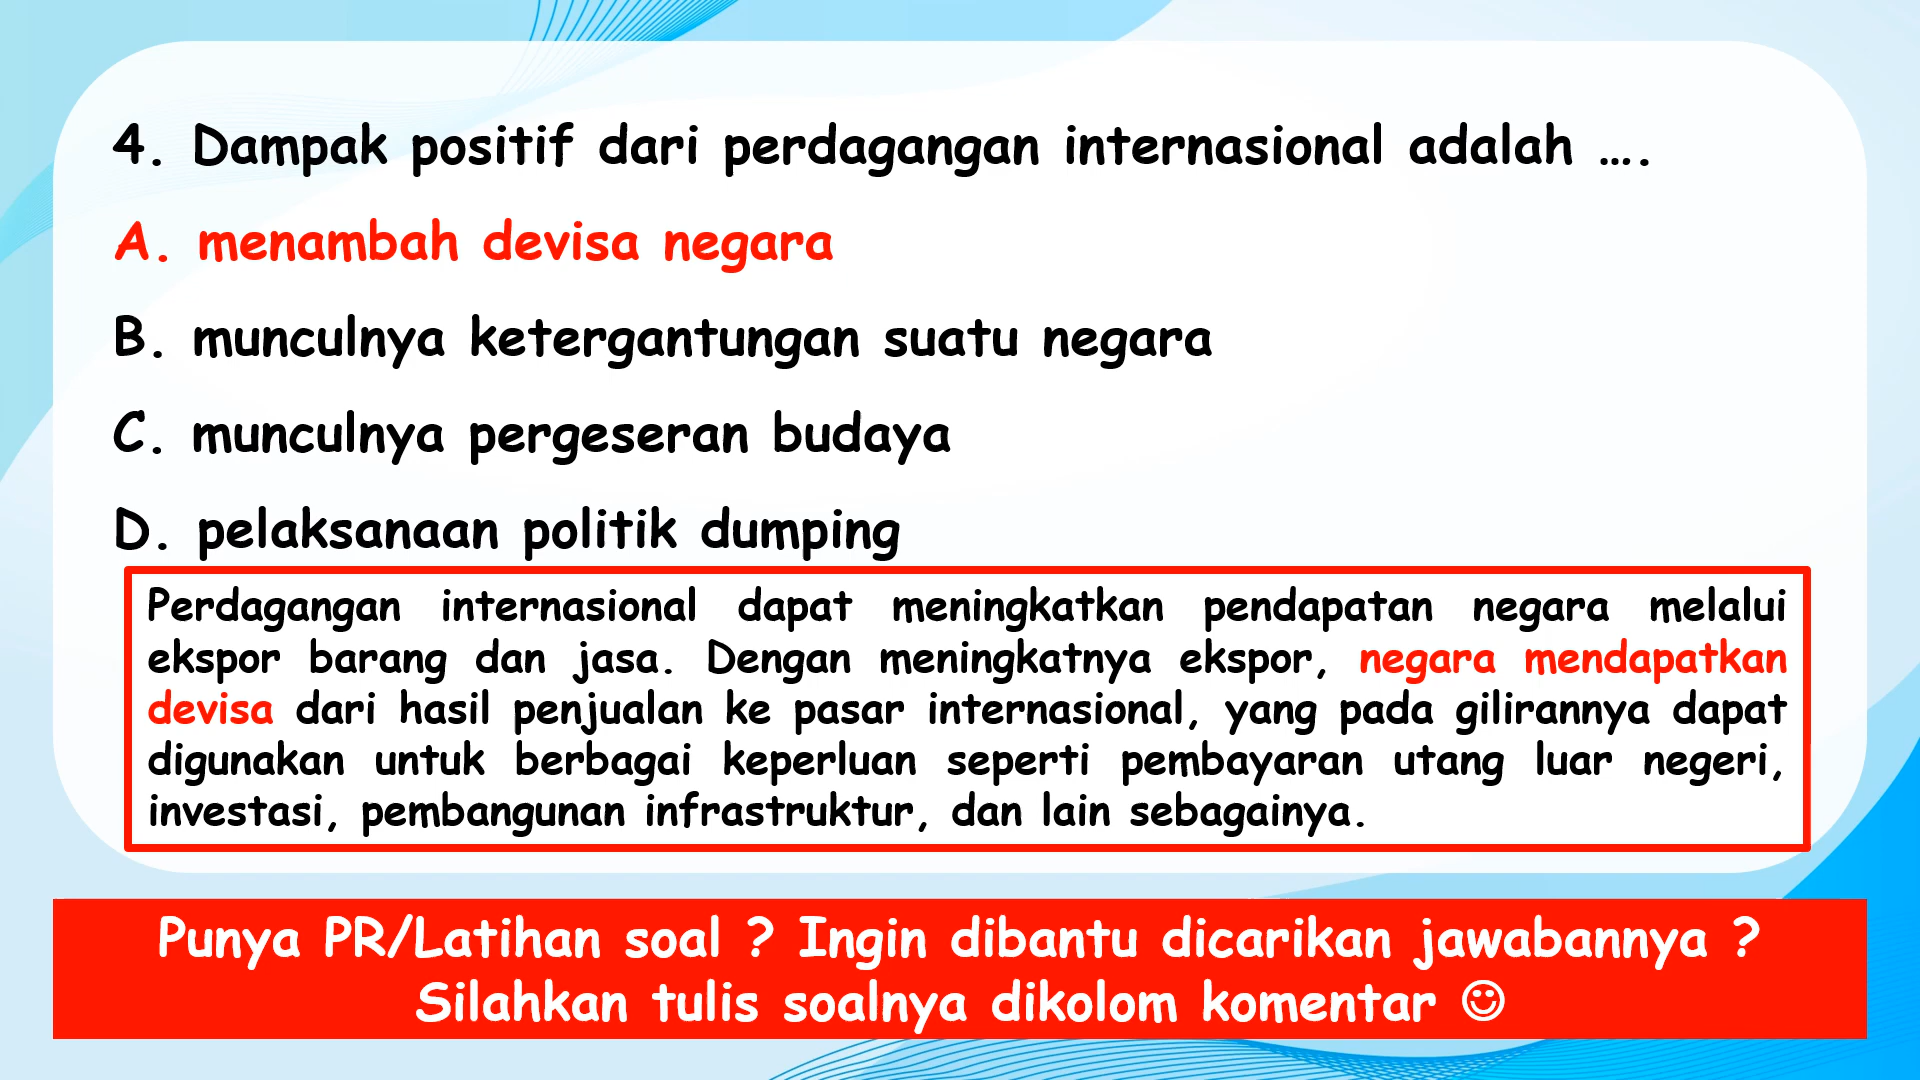 4. Dampak positif dari perdagangan internasional adalah ....
A. menambah devisa negara
B. munculnya ketergantungan suatu negara
C. munculnya pergeseran budaya
D. pelaksanaan politik dumping
Perdagangan internasional dapat meningkatkan pendapatan negara melalui
ekspor barang dan jasa. Dengan meningkatnya ekspor, negara mendapatkan
devisa dari hasil penjualan ke pasar internasional, yang pada gilirannya dapat
digunakan untuk berbagai keperluan seperti pembayaran utang luar negeri,
investasi, pembangunan infrastruktur, dan lain sebagainya.
Punya PR/Latihan soal ? Ingin dibantu dicarikan jawabannya ?
Silahkan tulis soalnya dikolom komentar ☺